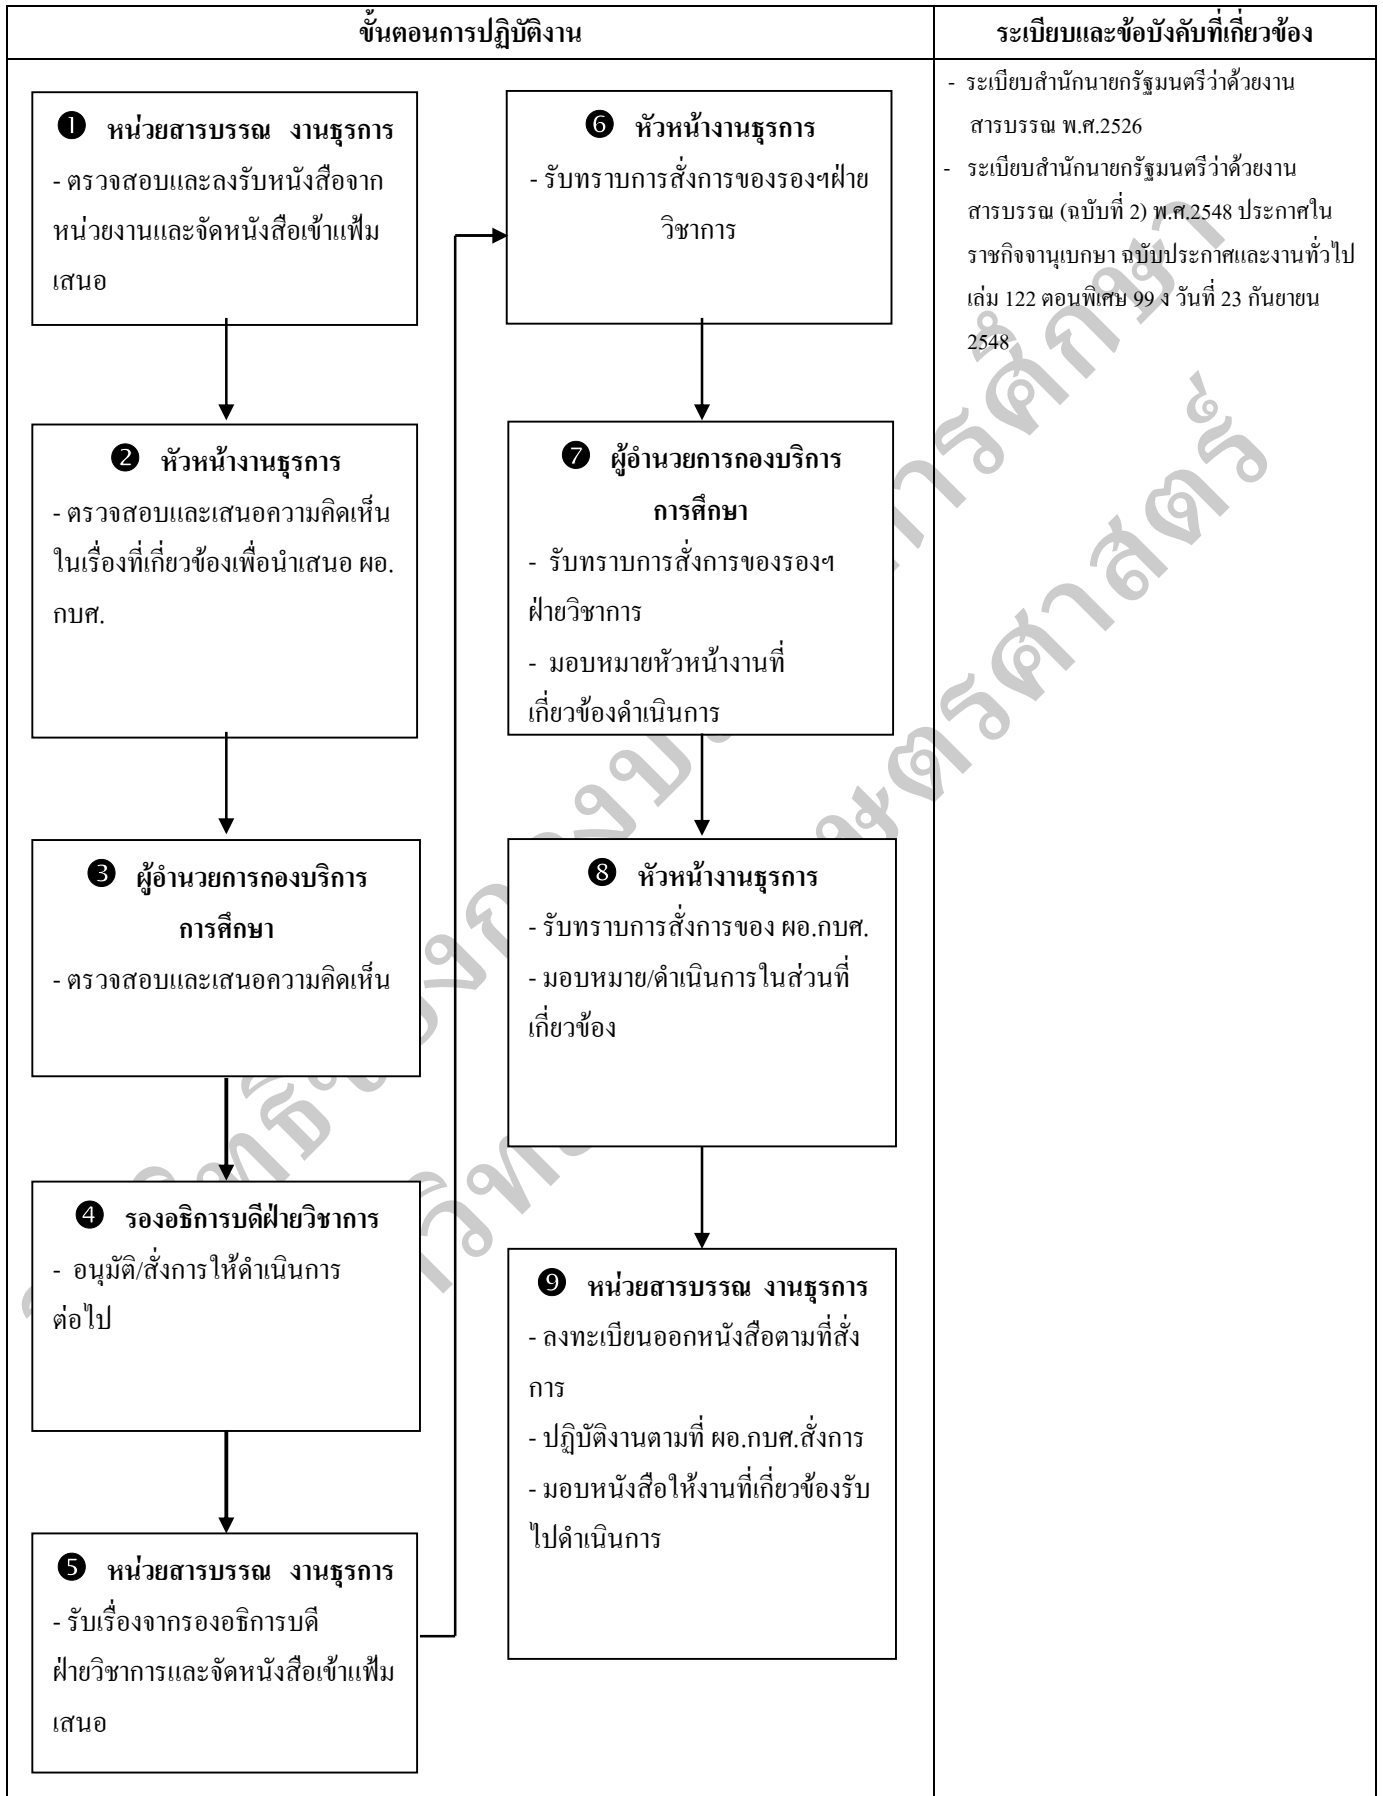 ขั้นตอนการปฏิบัติงาน
ระเบียบและข้อบังคับที่เกี่ยวข้อง
❶ หน่วยสารบรรณ งานธุรการ
- ตรวจสอบและลงรับหนังสือจาก
หน่วยงานและจัดหนังสือเข้าแฟ้ม
เสนอ
❷ หัวหน้างานธุรการ
- ตรวจสอบและเสนอความคิดเห็น
ในเรื่องที่เกี่ยวข้องเพื่อนำเสนอ ผอ.
กบศ.
❸ ผู้อำนวยการกองบริการ
การศึกษา
- ตรวจสอบและเสนอความคิดเห็น
❹ รองอธิการบดีฝ่ายวิชาการ
- อนุมัติ/สั่งการให้ดำเนินการ
ต่อไป
❺ หน่วยสารบรรณ งานธุรการ
- รับเรื่องจากรองอธิการบดี
ฝ่ายวิชาการและจัดหนังสือเข้าแฟ้ม
เสนอ
❻ หัวหน้างานธุรการ
- รับทราบการสั่งการของรองฯฝ่าย
วิชาการ
❼ ผู้อำนวยการกองบริการ
การศึกษา
- รับทราบการสั่งการของรองฯ
ฝ่ายวิชาการ
- มอบหมายหัวหน้างานที่
เกี่ยวข้องดำเนินการ
❽ หัวหน้างานธุรการ
- รับทราบการสั่งการของ ผอ.กบศ.
- มอบหมาย/ดำเนินการในส่วนที่
เกี่ยวข้อง
❾ หน่วยสารบรรณ งานธุรการ
- ลงทะเบียนออกหนังสือตามที่สั่ง
การ
- ปฏิบัติงานตามที่ ผอ.กบศ.สั่งการ
- มอบหนังสือให้งานที่เกี่ยวข้องรับ
ไปดำเนินการ
- ระเบียบสำนักนายกรัฐมนตรีว่าด้วยงาน
สารบรรณ พ.ศ.2526
- ระเบียบสำนักนายกรัฐมนตรีว่าด้วยงาน
สารบรรณ (ฉบับที่ 2) พ.ศ.2548 ประกาศใน
ราชกิจจานุเบกษา ฉบับประกาศและงานทั่วไป
เล่ม 122 ตอนพิเศษ 99 ง วันที่ 23 กันยายน
2548